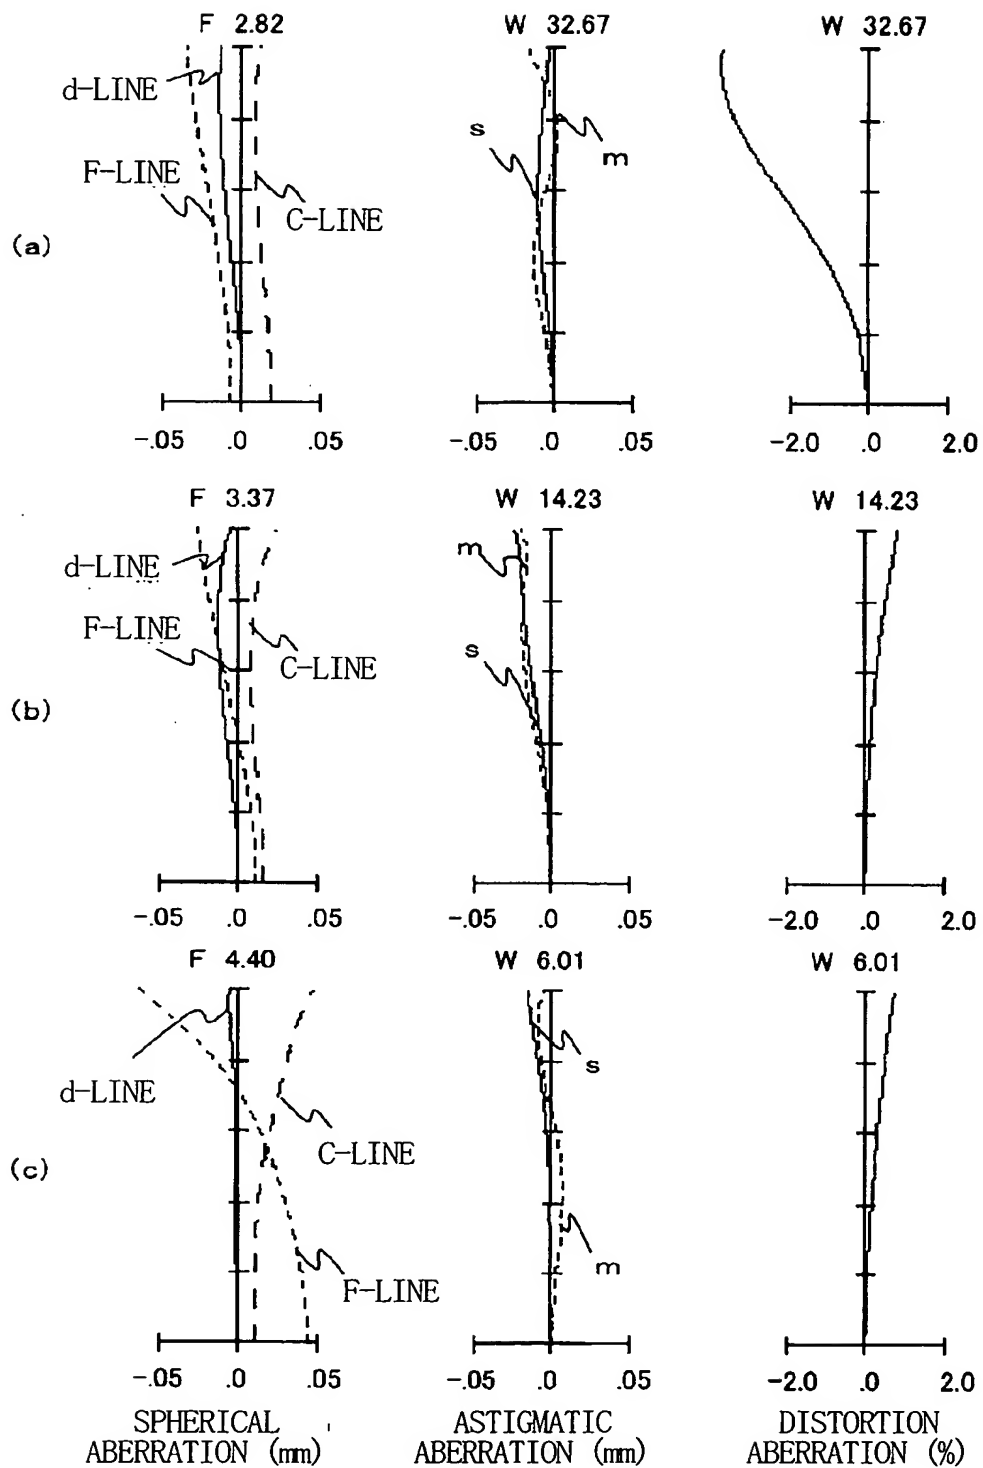 F 2.82 W 32.67 W 32.67
d-LINE
s
m
F-LINE
C-LINE
(a)
-.05 .0 .05 -.05 .0 .05 -2.0 .0 2.0
F 3.37 W 14.23 W 14.23
m
d-LINE
F-LINE
s
C-LINE
(b)
-.05 .0 .05 -.05 .0 .05 -2.0 .0 2.0
F 4.40 W 6.01 W 6.01
s
d-LINE
C-LINE
(c)
m
F-LINE
-.05 .0 .05 -.05 .0 .05 -2.0 .0 2.0
SPHERICAL ASTIGMATIC DISTORTION
ABERRATION (mm) ABERRATION (mm) ABERRATION (%)